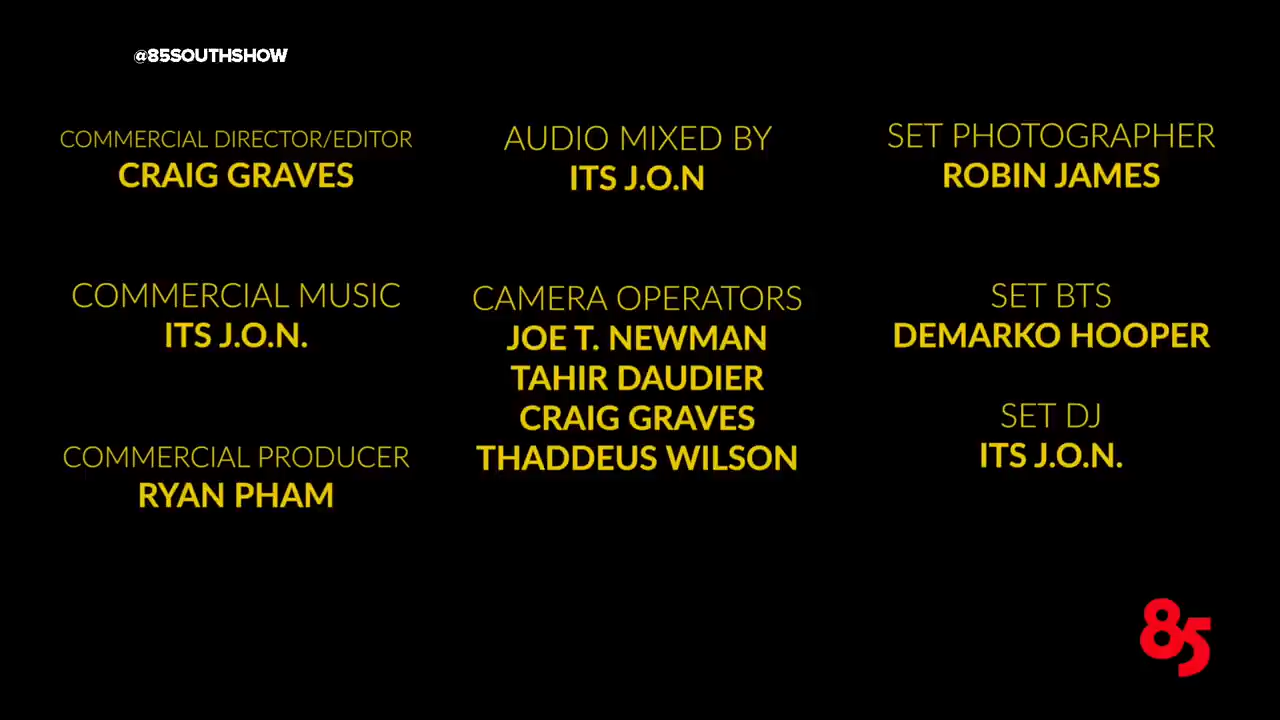 @85SOUTHSHOW
COMMERCIAL DIRECTOR/EDITOR
CRAIG GRAVES
COMMERCIAL MUSIC
ITS J.O.N.
COMMERCIAL PRODUCER
RYAN PHAM
AUDIO MIXED BY
ITS J.O.N
CAMERA OPERATORS
JOE T. NEWMAN
TAHIR DAUDIER
CRAIG GRAVES
THADDEUS WILSON
SET PHOTOGRAPHER
ROBIN JAMES
SET BTS
DEMARKO HOOPER
SET DJ
ITS J.O.N.
85